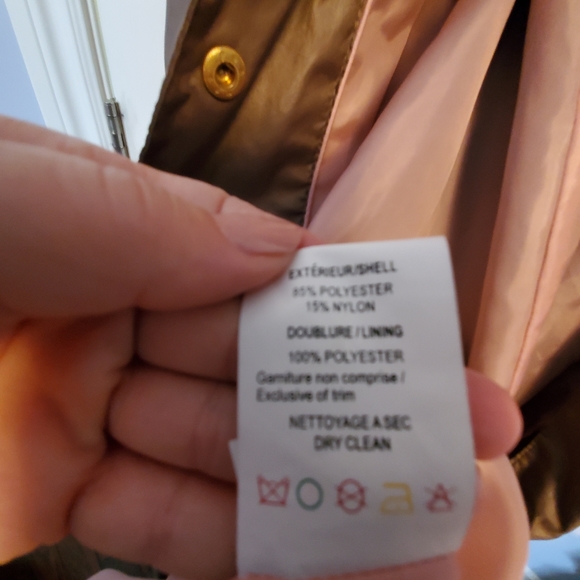 EXTÉRIEUR/SHELL
85% POLYESTER
15% NYLON
DOUBLURE / LINING
100% POLYESTER
Garniture non comprise /
Exclusive of trim
NETTOYAGE A SEC
DRY CLEAN